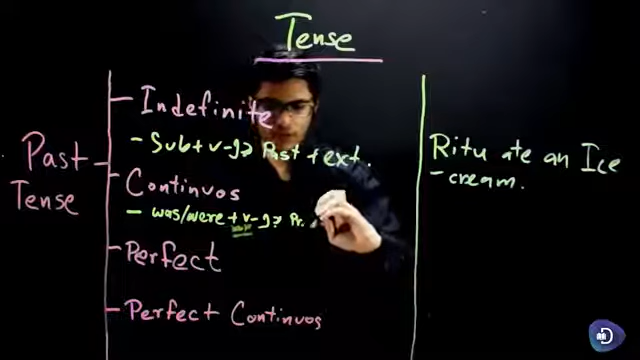 Tense
Past
Tense
Indefinite
- Sub + v-g> Past + ext.
Continuos
- was/were + v-g> Pr.
Perfect
Perfect Continuos
Ritu ate an Ice
-cream.
D